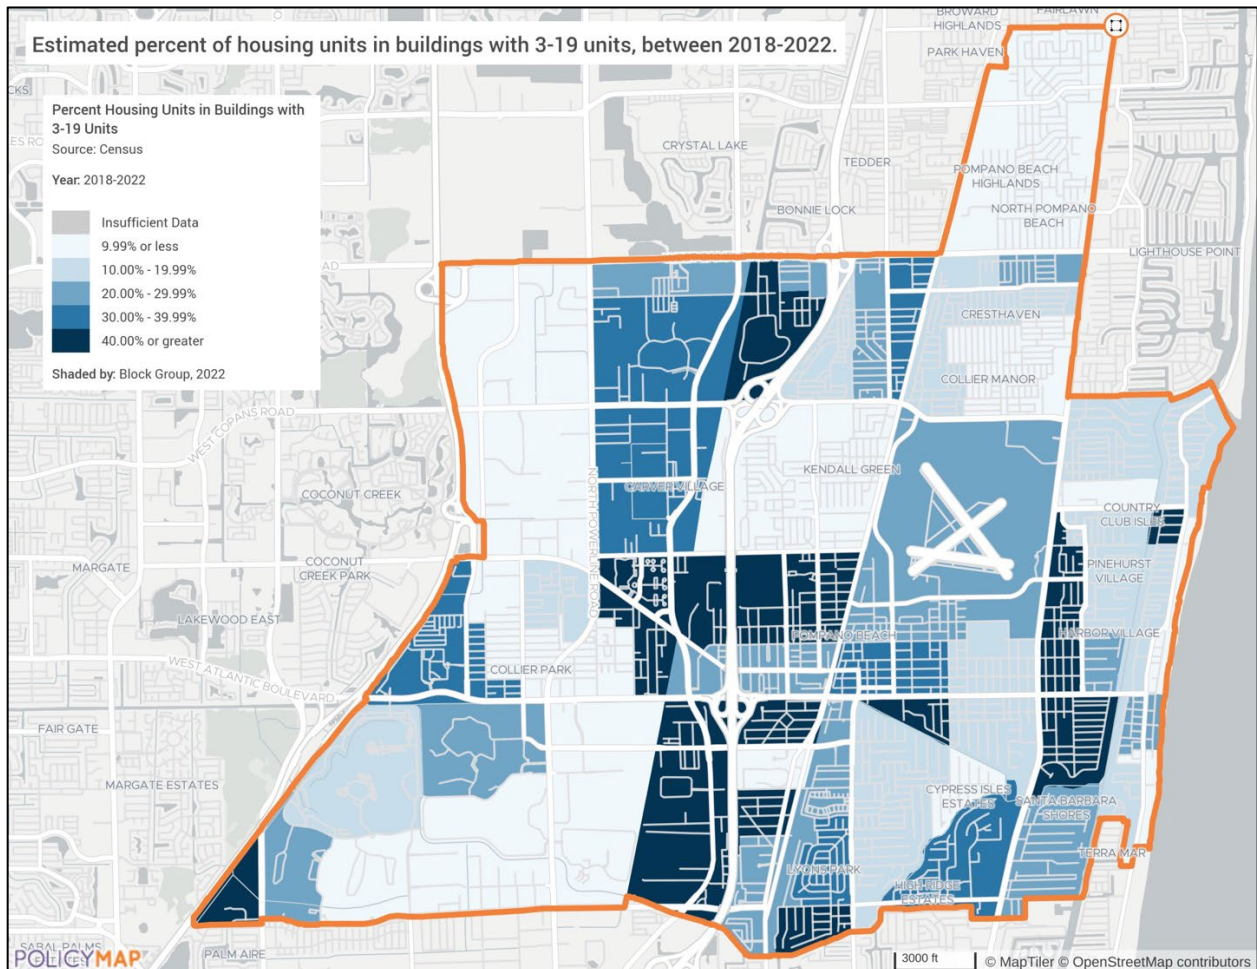 Estimated percent of housing units in buildings with 3-19 units, between 2018-2022.
Percent Housing Units in Buildings with
3-19 Units
Source: Census
Year: 2018-2022
Insufficient Data
9.99% or less
10.00% - 19.99%
20.00% - 29.99%
30.00% - 39.99%
40.00% or greater
Shaded by: Block Group, 2022
BROWARD
HIGHLANDS
FAIRLAWN
PARK HAVEN
CRYSTAL LAKE
TEDDER
POMPANO BEACH
HIGHLANDS
BONNIE LOCK
NORTH POMPANO
BEACH
LIGHTHOUSE POINT
CRESTHAVEN
COLLIER MANOR
WEST COPANS ROAD
KENDALL GREEN
COCONUT CREEK
CARVER VILLAGE
NORTH POWERLINE ROAD
COUNTRY
CLUB ISLES
MARGATE
COCONUT
CREEK PARK
PINEHURST
VILLAGE
LAKEWOOD EAST
POMPANO BEACH
HARBOR VILLAGE
WEST ATLANTIC BOULEVARD
COLLIER PARK
FAIR GATE
MARGATE ESTATES
CYPRESS ISLES
ESTATES
SANTA BARBARA
SHORES
TERRA MAR
LYONS PARK
HIGH RIDGE
ESTATES
SABAL PALMS
PALM AIRE
POLICYMAP
3000 ft
© MapTiler © OpenStreetMap contributors